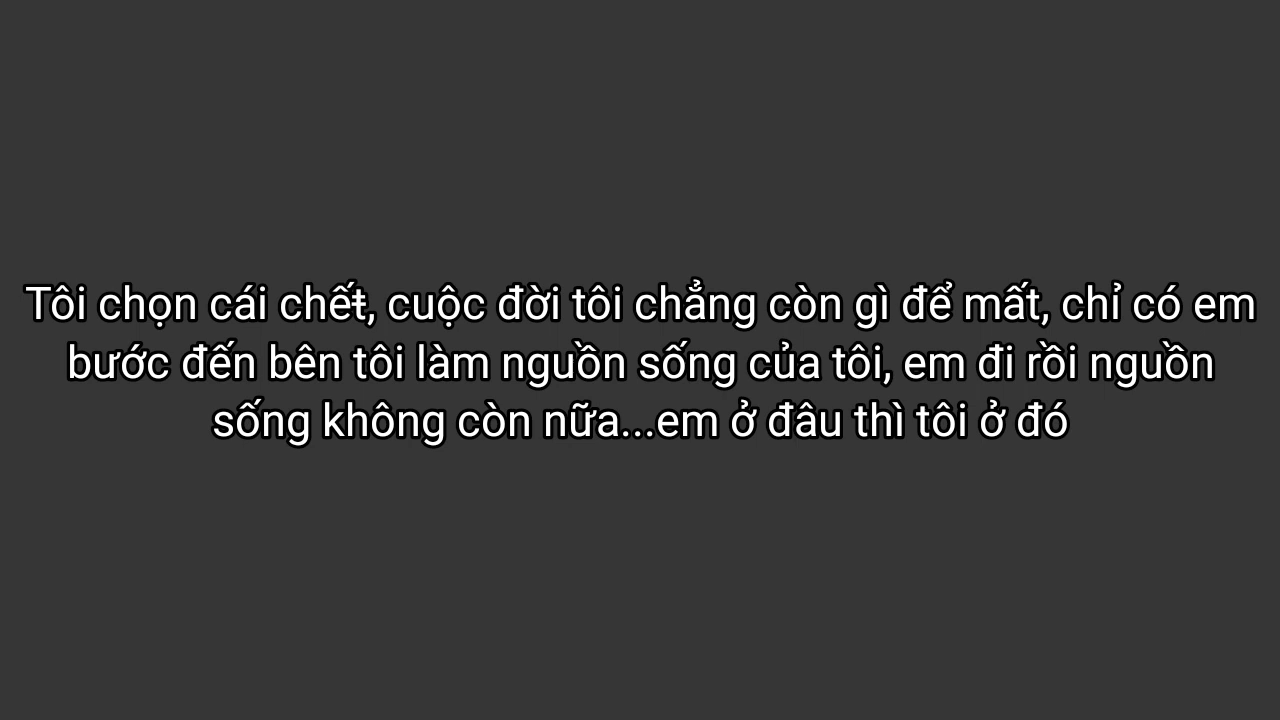 Tôi chọn cái chếŧ, cuộc đời tôi chẳng còn gì để mất, chỉ có em
bước đến bên tôi làm nguồn sống của tôi, em đi rồi nguồn
sống không còn nữa...em ở đâu thì tôi ở đó